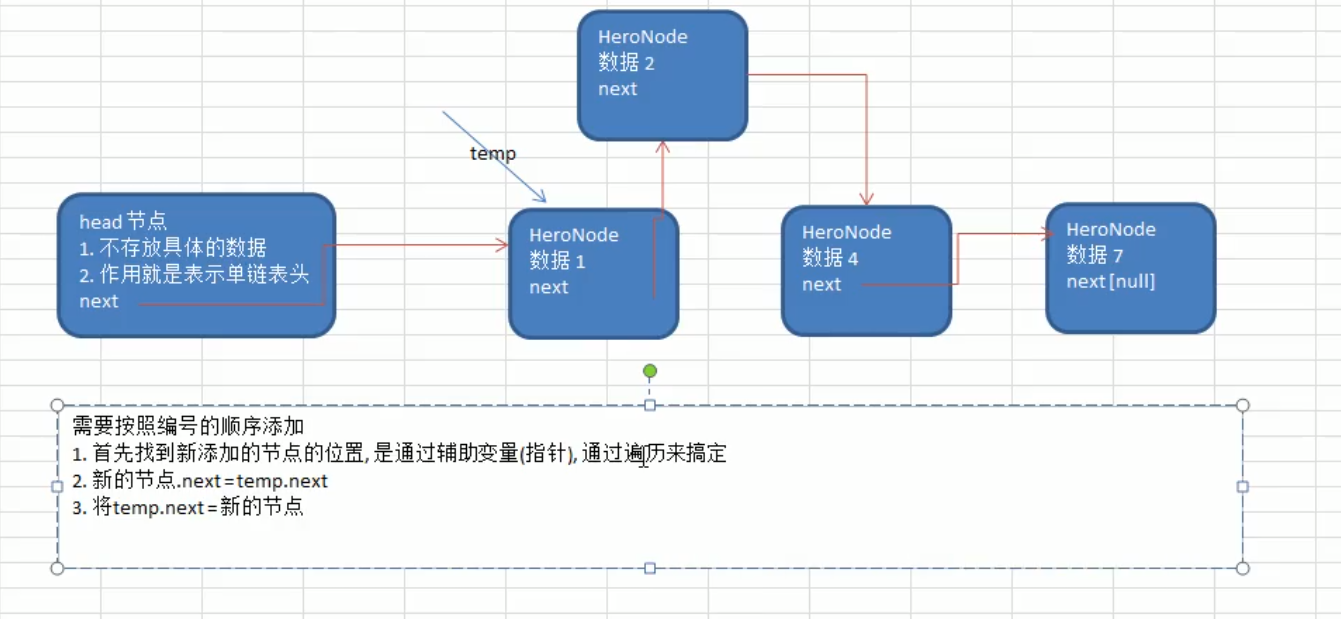 HeroNode
数据 2
next
temp
head 节点
1. 不存放具体的数据
2. 作用就是表示单链表头
next
HeroNode
数据 1
next
HeroNode
数据 4
next
HeroNode
数据 7
next [null]
需要按照编号的顺序添加
1. 首先找到新添加的节点的位置, 是通过辅助变量(指针), 通过遍历来搞定
2. 新的节点.next = temp.next
3. 将temp.next = 新的节点